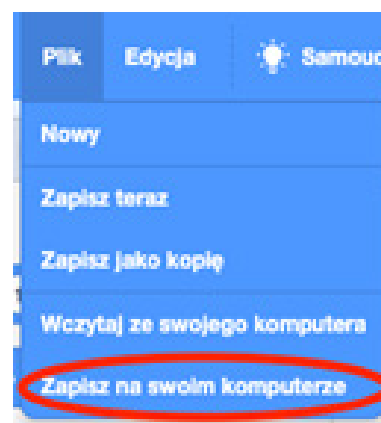 Plik Edycja Samouc
Nowy
Zapisz teraz
Zapisz jako kopię
Wczytaj ze swojego komputera
Zapisz na swoim komputerze